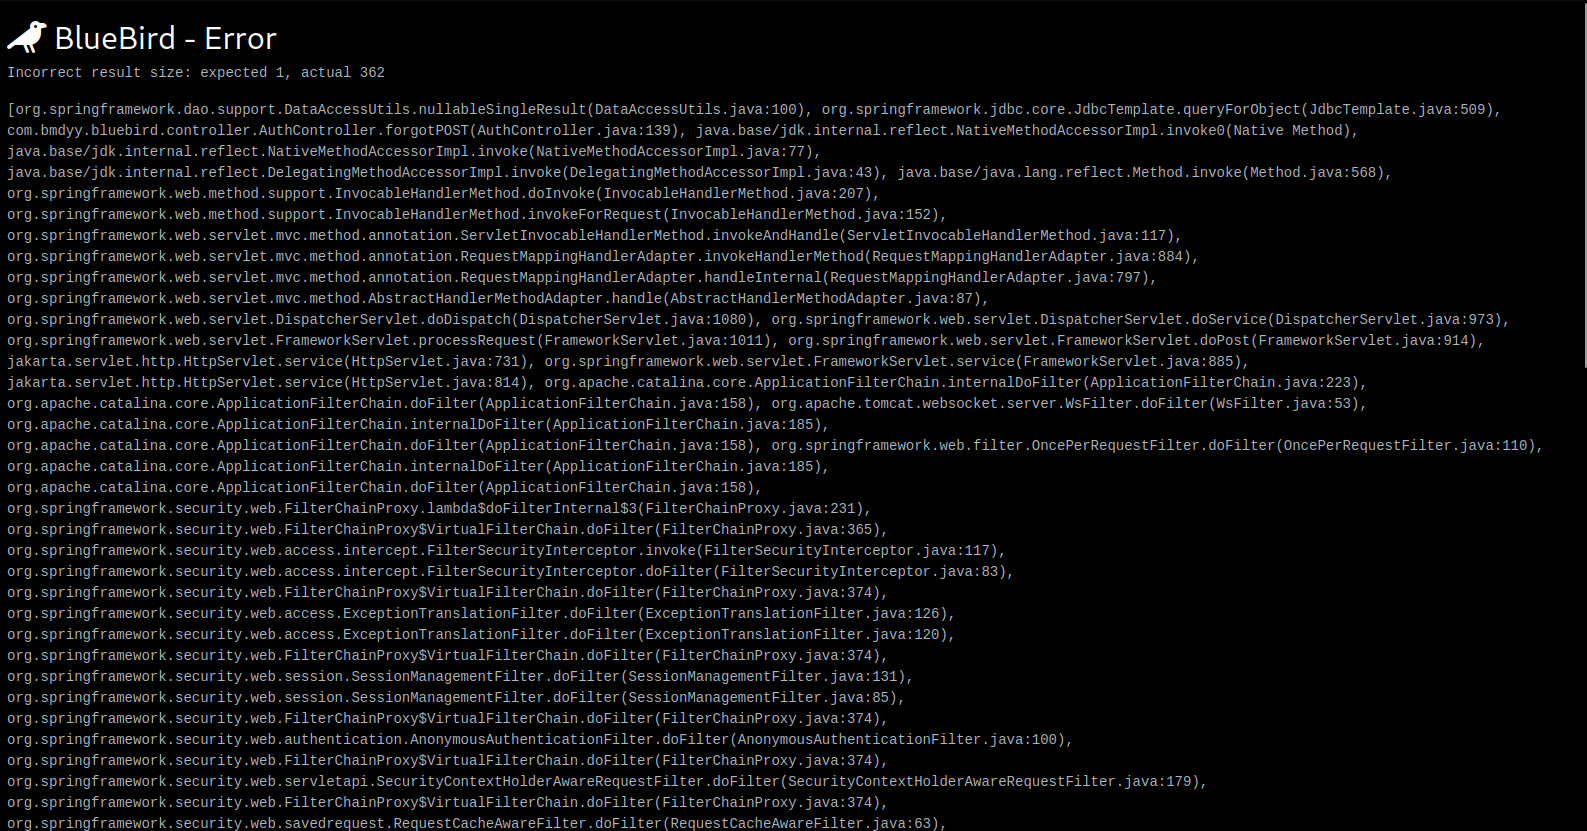 BlueBird - Error
Incorrect result size: expected 1, actual 362
[org.springframework.dao.support.DataAccessUtils.nullableSingleResult(DataAccessUtils.java:100), org.springframework.jdbc.core.JdbcTemplate.queryForObject(JdbcTemplate.java:509),
com.bmdyy.bluebird.controller.AuthController.forgotPOST(AuthController.java:139), java.base/jdk.internal.reflect.NativeMethodAccessorImpl.invoke0(Native Method),
java.base/jdk.internal.reflect.NativeMethodAccessorImpl.invoke(NativeMethodAccessorImpl.java:77),
java.base/jdk.internal.reflect.DelegatingMethodAccessorImpl.invoke(DelegatingMethodAccessorImpl.java:43), java.base/java.lang.reflect.Method.invoke(Method.java:568),
org.springframework.web.method.support.InvocableHandlerMethod.doInvoke(InvocableHandlerMethod.java:207),
org.springframework.web.method.support.InvocableHandlerMethod.invokeForRequest(InvocableHandlerMethod.java:152),
org.springframework.web.servlet.mvc.method.annotation.ServletInvocableHandlerMethod.invokeAndHandle(ServletInvocableHandlerMethod.java:117),
org.springframework.web.servlet.mvc.method.annotation.RequestMappingHandlerAdapter.invokeHandlerMethod(RequestMappingHandlerAdapter.java:884),
org.springframework.web.servlet.mvc.method.annotation.RequestMappingHandlerAdapter.handleInternal(RequestMappingHandlerAdapter.java:797),
org.springframework.web.servlet.mvc.method.AbstractHandlerMethodAdapter.handle(AbstractHandlerMethodAdapter.java:87),
org.springframework.web.servlet.DispatcherServlet.doDispatch(DispatcherServlet.java:1080), org.springframework.web.servlet.DispatcherServlet.doService(DispatcherServlet.java:973),
org.springframework.web.servlet.FrameworkServlet.processRequest(FrameworkServlet.java:1011), org.springframework.web.servlet.FrameworkServlet.doPost(FrameworkServlet.java:914),
jakarta.servlet.http.HttpServlet.service(HttpServlet.java:731), org.springframework.web.servlet.FrameworkServlet.service(FrameworkServlet.java:885),
jakarta.servlet.http.HttpServlet.service(HttpServlet.java:814), org.apache.catalina.core.ApplicationFilterChain.internalDoFilter(ApplicationFilterChain.java:223),
org.apache.catalina.core.ApplicationFilterChain.doFilter(ApplicationFilterChain.java:158), org.apache.tomcat.websocket.server.WsFilter.doFilter(WsFilter.java:53),
org.apache.catalina.core.ApplicationFilterChain.internalDoFilter(ApplicationFilterChain.java:185),
org.apache.catalina.core.ApplicationFilterChain.doFilter(ApplicationFilterChain.java:158), org.springframework.web.filter.OncePerRequestFilter.doFilter(OncePerRequestFilter.java:110),
org.apache.catalina.core.ApplicationFilterChain.internalDoFilter(ApplicationFilterChain.java:185),
org.apache.catalina.core.ApplicationFilterChain.doFilter(ApplicationFilterChain.java:158),
org.springframework.security.web.FilterChainProxy.lambda$doFilterInternal$3(FilterChainProxy.java:231),
org.springframework.security.web.FilterChainProxy$VirtualFilterChain.doFilter(FilterChainProxy.java:365),
org.springframework.security.web.access.intercept.FilterSecurityInterceptor.invoke(FilterSecurityInterceptor.java:117),
org.springframework.security.web.access.intercept.FilterSecurityInterceptor.doFilter(FilterSecurityInterceptor.java:83),
org.springframework.security.web.FilterChainProxy$VirtualFilterChain.doFilter(FilterChainProxy.java:374),
org.springframework.security.web.access.ExceptionTranslationFilter.doFilter(ExceptionTranslationFilter.java:126),
org.springframework.security.web.access.ExceptionTranslationFilter.doFilter(ExceptionTranslationFilter.java:120),
org.springframework.security.web.FilterChainProxy$VirtualFilterChain.doFilter(FilterChainProxy.java:374),
org.springframework.security.web.session.SessionManagementFilter.doFilter(SessionManagementFilter.java:131),
org.springframework.security.web.session.SessionManagementFilter.doFilter(SessionManagementFilter.java:85),
org.springframework.security.web.FilterChainProxy$VirtualFilterChain.doFilter(FilterChainProxy.java:374),
org.springframework.security.web.authentication.AnonymousAuthenticationFilter.doFilter(AnonymousAuthenticationFilter.java:100),
org.springframework.security.web.FilterChainProxy$VirtualFilterChain.doFilter(FilterChainProxy.java:374),
org.springframework.security.web.servletapi.SecurityContextHolderAwareRequestFilter.doFilter(SecurityContextHolderAwareRequestFilter.java:179),
org.springframework.security.web.FilterChainProxy$VirtualFilterChain.doFilter(FilterChainProxy.java:374),
org.springframework.security.web.savedrequest.RequestCacheAwareFilter.doFilter(RequestCacheAwareFilter.java:63),